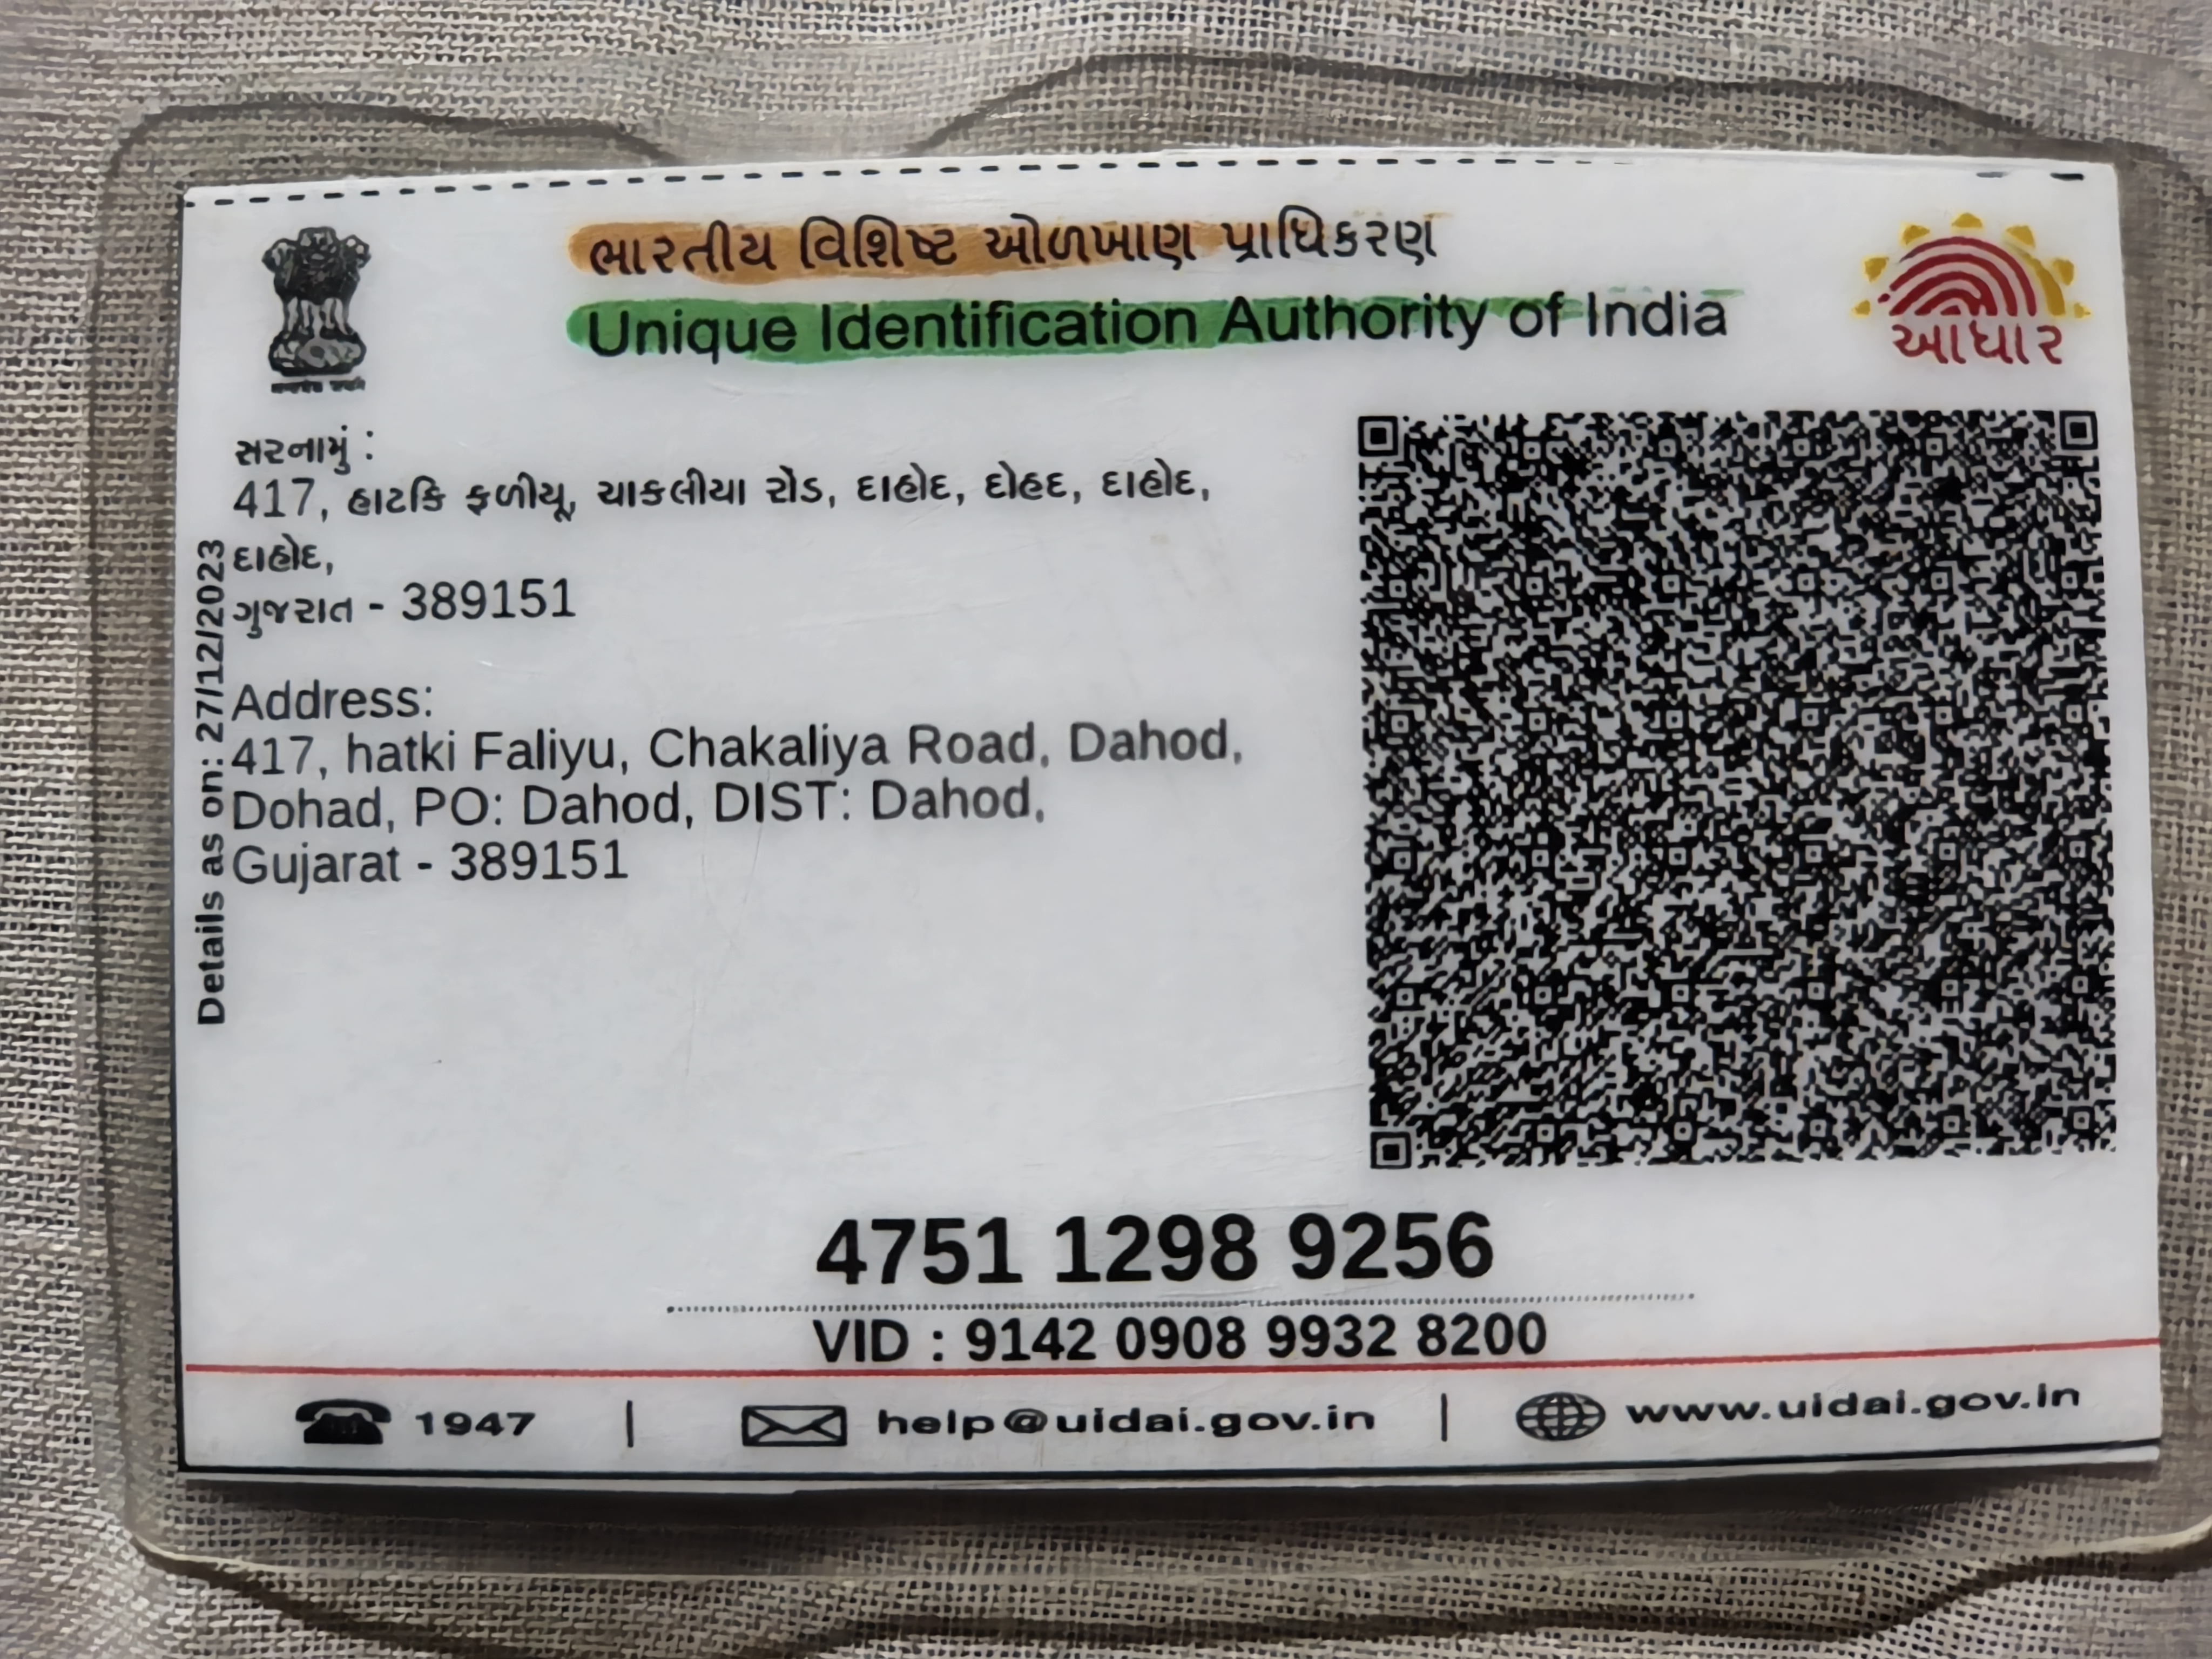 ભારતીય વિશિષ્ટ ઓળખાણ પ્રાધિકરણ
Unique Identification Authority of India
આધાર
સરનામું :
417, હાટકિ ફળીયૂ, ચાકલીયા રોડ, દાહોદ, દોહદ, દાહોદ,
દાહોદ,
ગુજરાત - 389151
Address:
417, hatki Faliyu, Chakaliya Road, Dahod,
Dohad, PO: Dahod, DIST: Dahod,
Gujarat - 389151
Details as on: 27/12/2023
4751 1298 9256
VID : 9142 0908 9932 8200
1947 | help@uidai.gov.in | www.uidai.gov.in